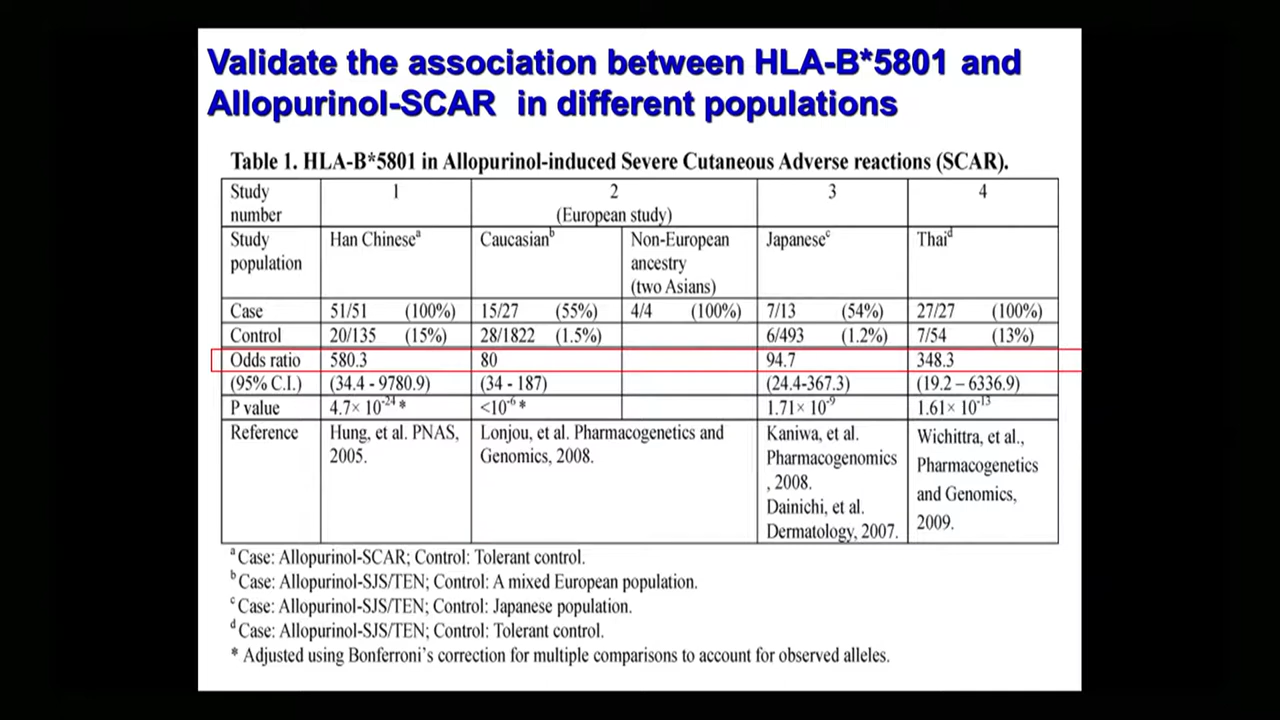 Validate the association between HLA-B*5801 and
Allopurinol-SCAR in different populations
Table 1. HLA-B*5801 in Allopurinol-induced Severe Cutaneous Adverse reactions (SCAR).
Study number 1 2 (European study) 3 4
Study population Han Chinese^a Caucasian^b Non-European ancestry (two Asians) Japanese^c Thai^d
Case 51/51 (100%) 15/27 (55%) 4/4 (100%) 7/13 (54%) 27/27 (100%)
Control 20/135 (15%) 28/1822 (1.5%) 6/493 (1.2%) 7/54 (13%)
Odds ratio 580.3 80 94.7 348.3
(95% C.I.) (34.4 - 9780.9) (34 - 187) (24.4-367.3) (19.2 – 6336.9)
P value 4.7× 10^-24 * <10^-6 * 1.71× 10^-9 1.61× 10^-13
Reference Hung, et al. PNAS, 2005. Lonjou, et al. Pharmacogenetics and Genomics, 2008. Kaniwa, et al. Pharmacogenomics , 2008. Dainichi, et al. Dermatology, 2007. Wichittra, et al., Pharmacogenetics and Genomics, 2009.
^a Case: Allopurinol-SCAR; Control: Tolerant control.
^b Case: Allopurinol-SJS/TEN; Control: A mixed European population.
^c Case: Allopurinol-SJS/TEN; Control: Japanese population.
^d Case: Allopurinol-SJS/TEN; Control: Tolerant control.
* Adjusted using Bonferroni's correction for multiple comparisons to account for observed alleles.